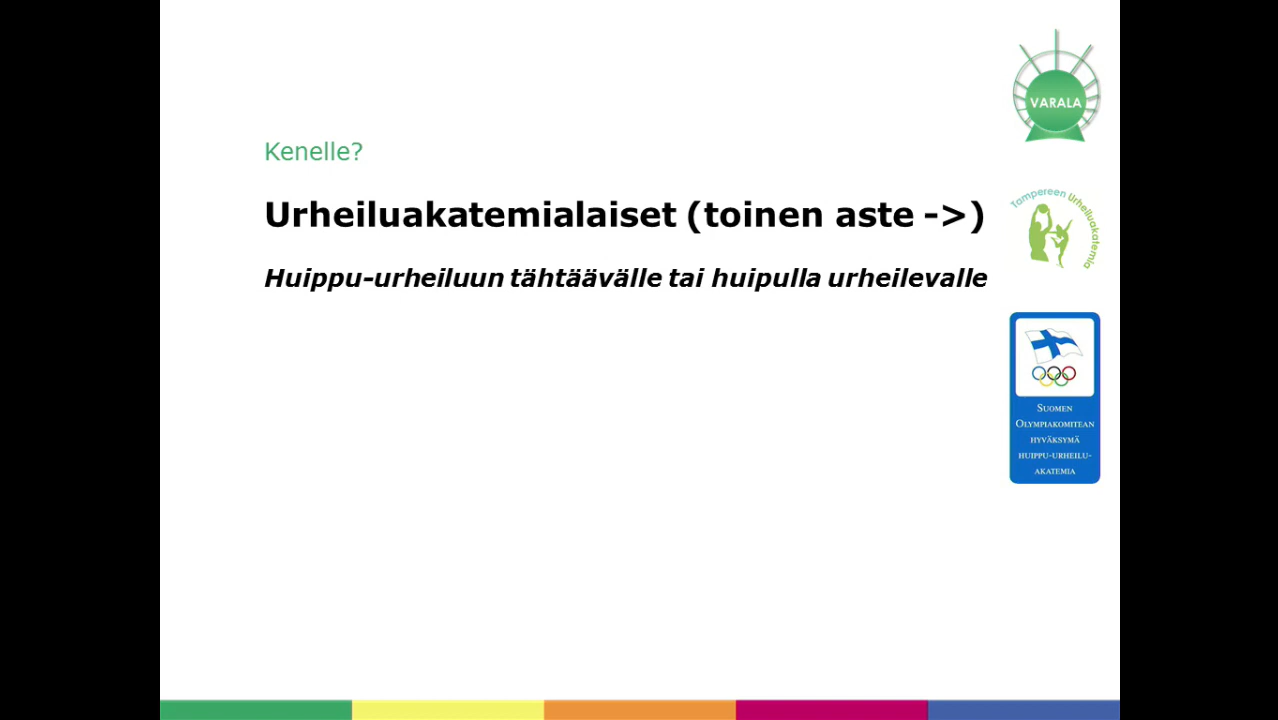 Kenelle?
Urheiluakatemialaiset (toinen aste ->)
Huippu-urheiluun tähtäävälle tai huipulla urheilevalle
VARALA
Tampereen Urheiluakatemia
SUOMEN
OLYMPIAKOMITEAN
HYVÄKSYMÄ
HUIPPU-URHEILU-
AKATEMIA